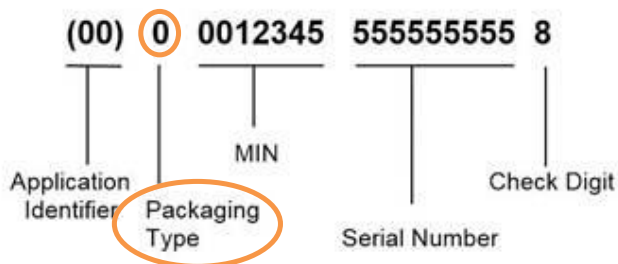 (00) 0 0012345 555555555 8
MIN
Application
Identifier
Packaging
Type
Serial Number
Check Digit